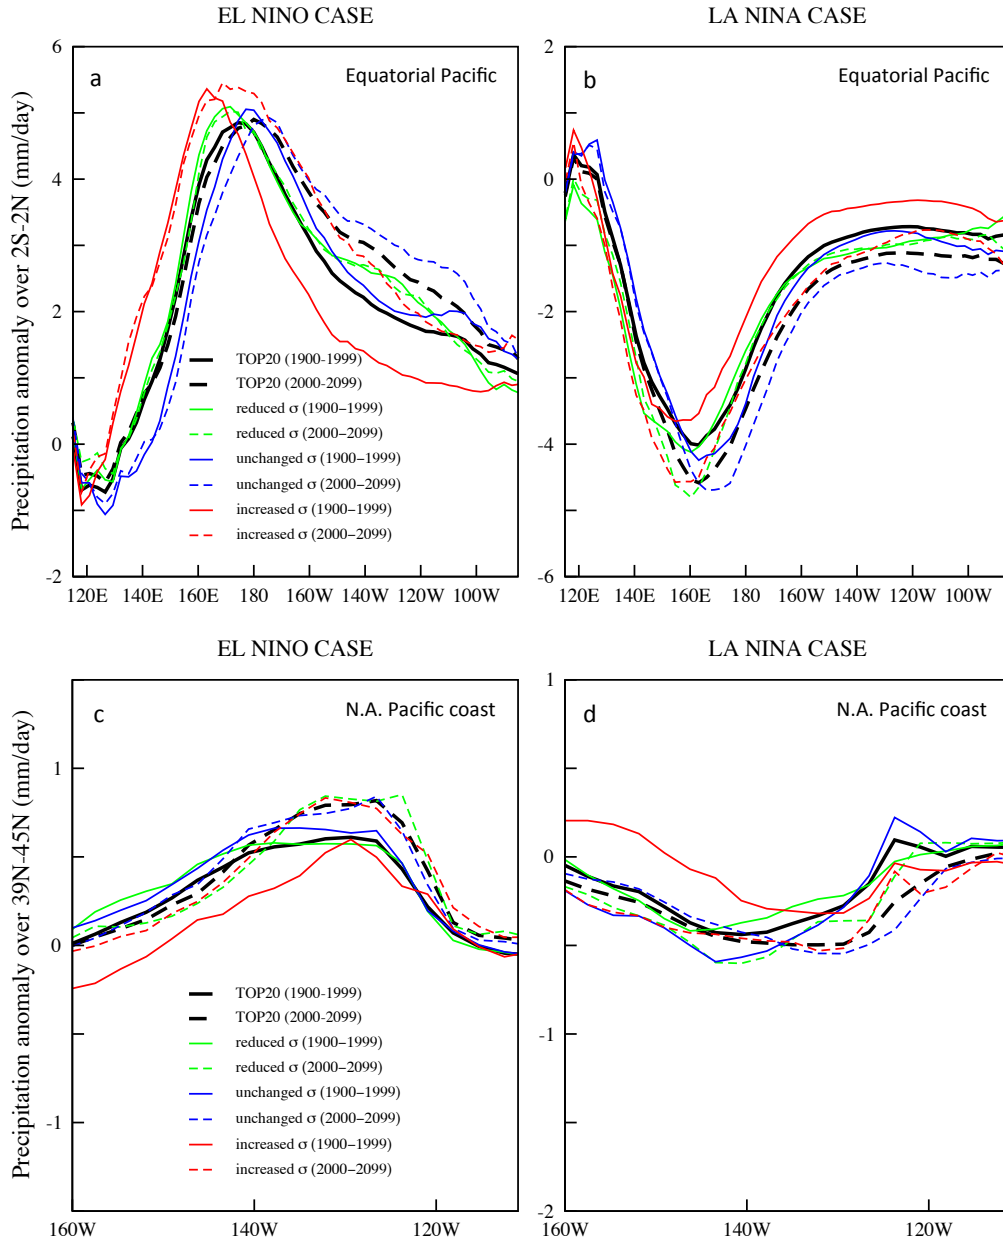 EL NINO CASE
LA NINA CASE
Precipitation anomaly over 2S-2N (mm/day)
a
Equatorial Pacific
6
4
2
0
-2
TOP20 (1900-1999)
TOP20 (2000-2099)
reduced σ (1900−1999)
reduced σ (2000−2099)
unchanged σ (1900−1999)
unchanged σ (2000−2099)
increased σ (1900−1999)
increased σ (2000−2099)
120E 140E 160E 180 160W 140W 120W 100W
b
Equatorial Pacific
2
0
-2
-4
-6
120E 140E 160E 180 160W 140W 120W 100W
EL NINO CASE
LA NINA CASE
Precipitation anomaly over 39N-45N (mm/day)
c
N.A. Pacific coast
1
0
-1
TOP20 (1900-1999)
TOP20 (2000-2099)
reduced σ (1900−1999)
reduced σ (2000−2099)
unchanged σ (1900−1999)
unchanged σ (2000−2099)
increased σ (1900−1999)
increased σ (2000−2099)
160W 140W 120W
d
N.A. Pacific coast
1
0
-1
-2
160W 140W 120W